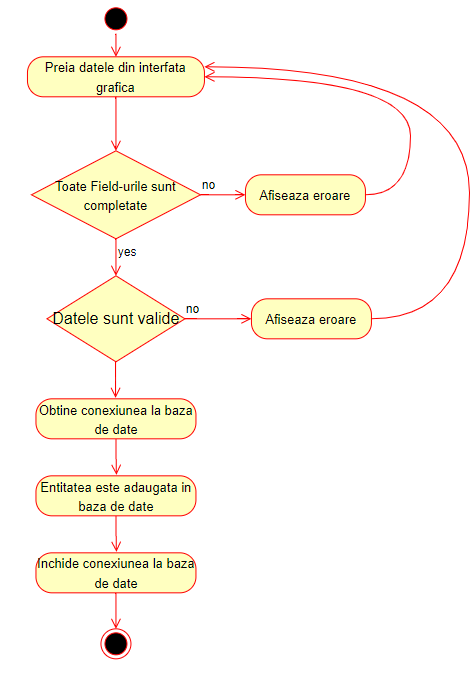 Preia datele din interfata
grafica
Toate Field-urile sunt
completate
no
Afiseaza eroare
yes
Datele sunt valide
no
Afiseaza eroare
Obtine conexiunea la baza
de date
Entitatea este adaugata in
baza de date
Inchide conexiunea la baza
de date